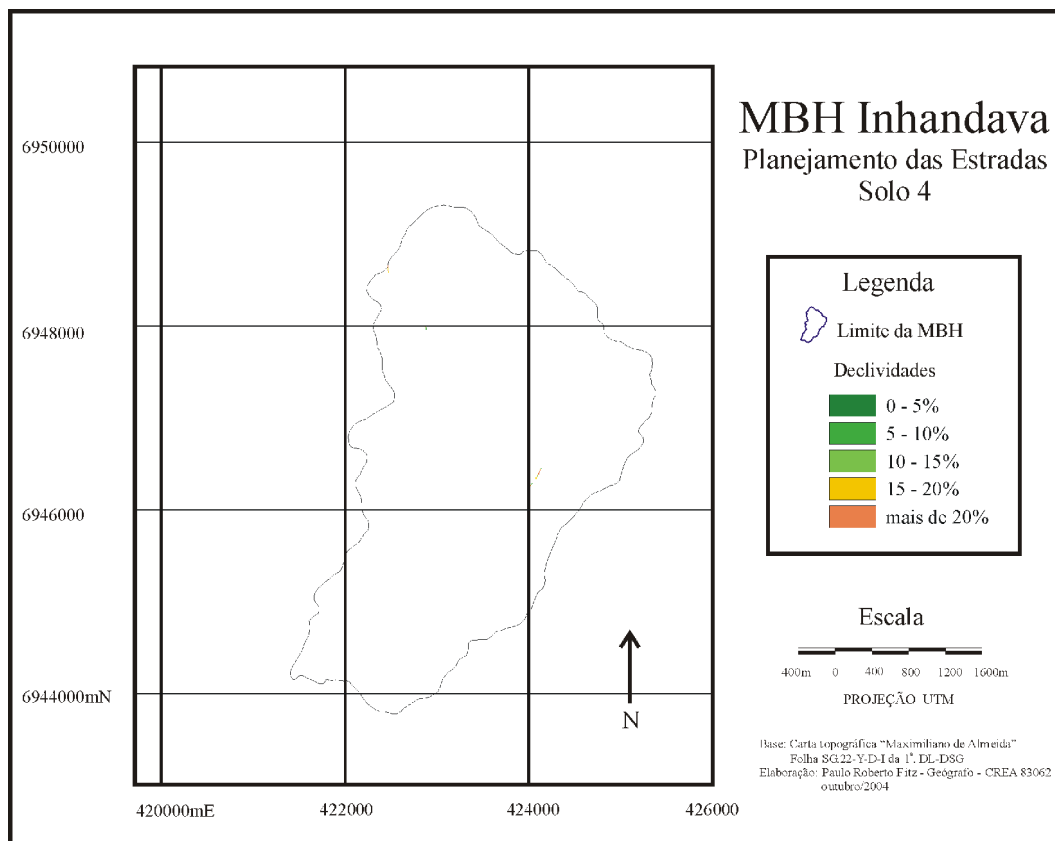 MBH Inhandava
Planejamento das Estradas
Solo 4
6950000
6948000
6946000
6944000mN
420000mE
422000
424000
426000
N
Legenda
Limite da MBH
Declividades
0 - 5%
5 - 10%
10 - 15%
15 - 20%
mais de 20%
Escala
400m 0 400 800 1200 1600m
PROJEÇÃO UTM
Base: Carta topográfica “Maximiliano de Almeida”
Folha SG.22-Y-D-I da 1ª. DL-DSG
Elaboração: Paulo Roberto Fitz - Geógrafo - CREA 83062
outubro/2004